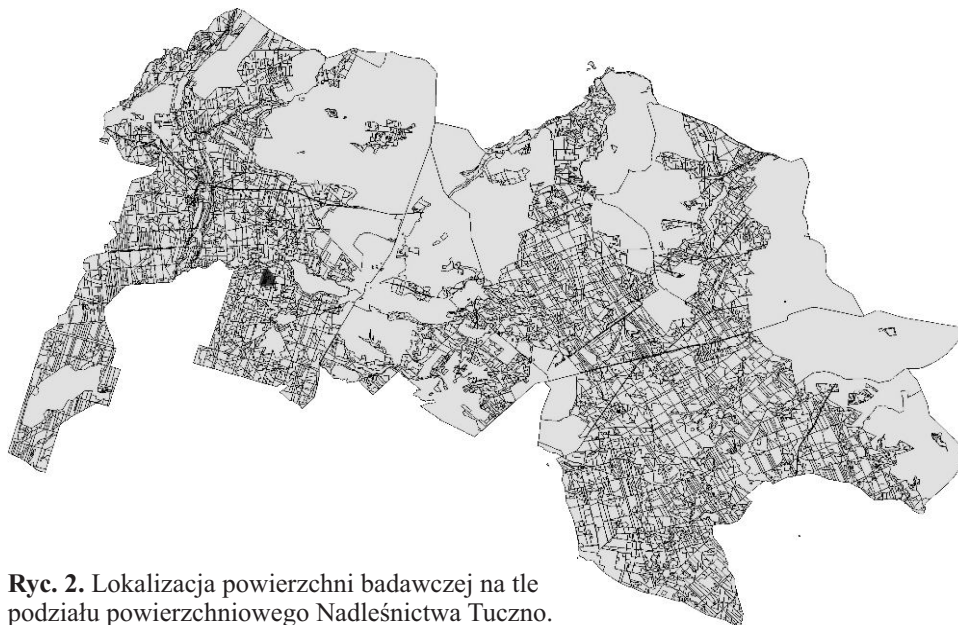 Ryc. 2. Lokalizacja powierzchni badawczej na tle
podziału powierzchniowego Nadleśnictwa Tuczno.